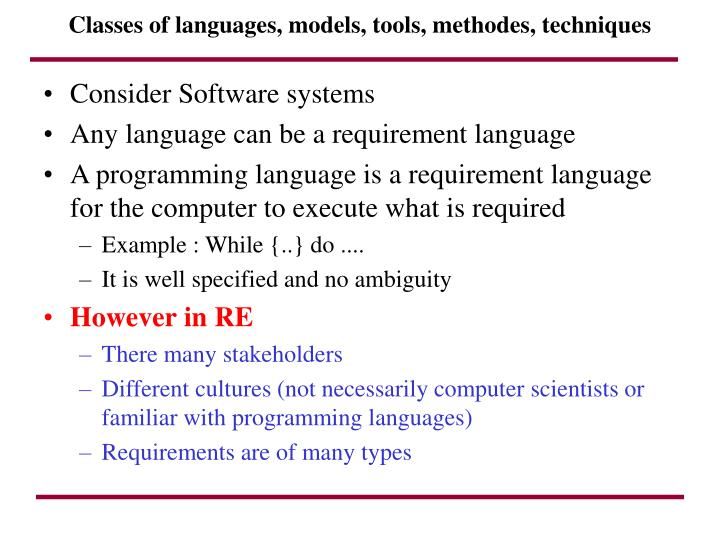 Classes of languages, models, tools, methodes, techniques
• Consider Software systems
• Any language can be a requirement language
• A programming language is a requirement language
for the computer to execute what is required
– Example : While {..} do ....
– It is well specified and no ambiguity
• However in RE
– There many stakeholders
– Different cultures (not necessarily computer scientists or
familiar with programming languages)
– Requirements are of many types